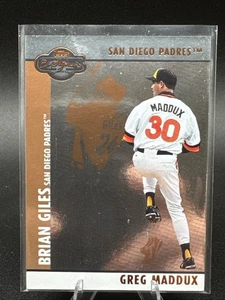 SAN DIEGO PADRES™
MADDUX
30
BRIAN GILES
SAN DIEGO PADRES™
GREG MADDUX